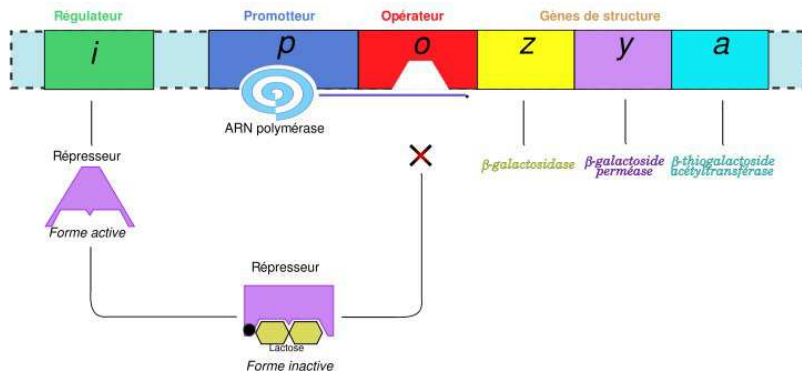 Régulateur
Promotteur
Opérateur
Gènes de structure
i
p
o
z
y
a
ARN polymérase
β-galactosidase
β-galactoside
perméase
β-thiogalactoside
acétyltransférase
Répresseur
Forme active
Répresseur
Lactose
Forme inactive